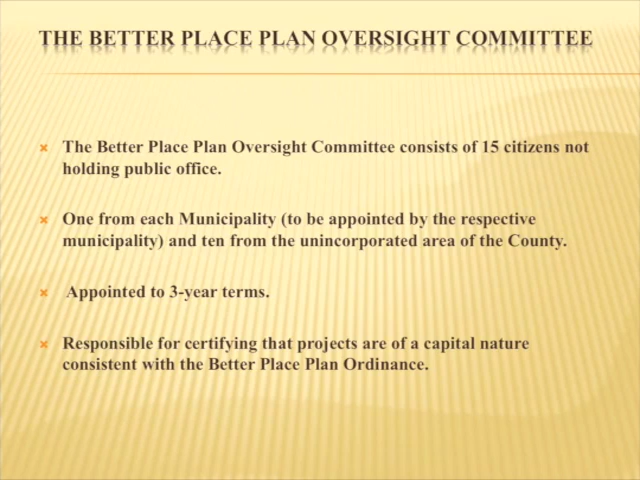 THE BETTER PLACE PLAN OVERSIGHT COMMITTEE
The Better Place Plan Oversight Committee consists of 15 citizens not
holding public office.
One from each Municipality (to be appointed by the respective
municipality) and ten from the unincorporated area of the County.
Appointed to 3-year terms.
Responsible for certifying that projects are of a capital nature
consistent with the Better Place Plan Ordinance.